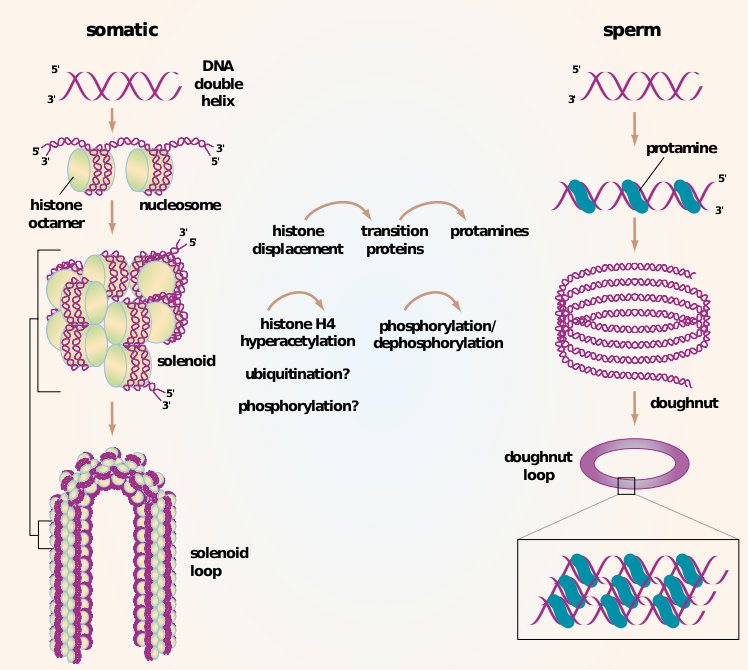 somatic
sperm
5'
3'
DNA
double
helix
5'
3'
5'
3'
3'
5'
histone
octamer
nucleosome
protamine
5'
3'
histone
displacement
transition
proteins
protamines
3'
5'
histone H4
hyperacetylation
phosphorylation/
dephosphorylation
ubiquitination?
phosphorylation?
solenoid
5'
3'
doughnut
doughnut
loop
solenoid
loop